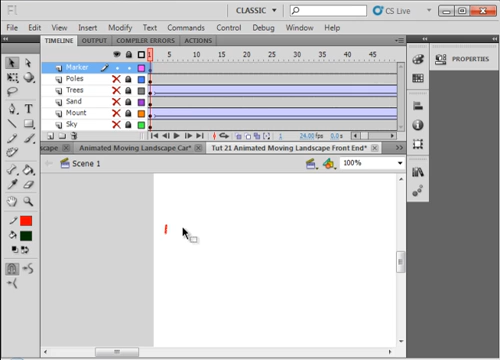 Fl
CLASSIC
CS Live
File Edit View Insert Modify Text Commands Control Debug Window Help
TIMELINE COMPILER ERRORS ACTIONS
PROPERTIES
1 5 10 15 20 25 30 35 40 45
Marker
Poles
Trees
Sand
Mount
Sky
1 24.00 fps 0.0 s
scape × Animated Moving Landscape Car* × Tut 21 Animated Moving Landscape Front End* ×
Scene 1
100%